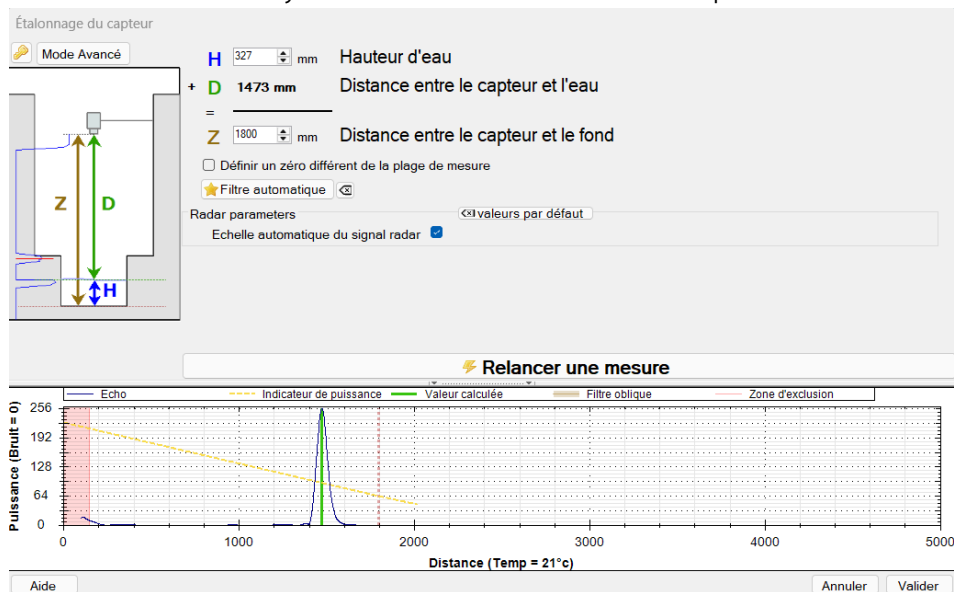 Étalonnage du capteur
Mode Avancé
H 327 mm Hauteur d'eau
+ D 1473 mm Distance entre le capteur et l'eau
=
Z 1800 mm Distance entre le capteur et le fond
Définir un zéro différent de la plage de mesure
Filtre automatique
Radar parameters valeurs par défaut
Echelle automatique du signal radar
Z D
H
Relancer une mesure
Echo Indicateur de puissance Valeur calculée Filtre oblique Zone d'exclusion
Puissance (Bruit = 0)
256
192
128
64
0
0 1000 2000 3000 4000 5000
Distance (Temp = 21°c)
Aide Annuler Valider